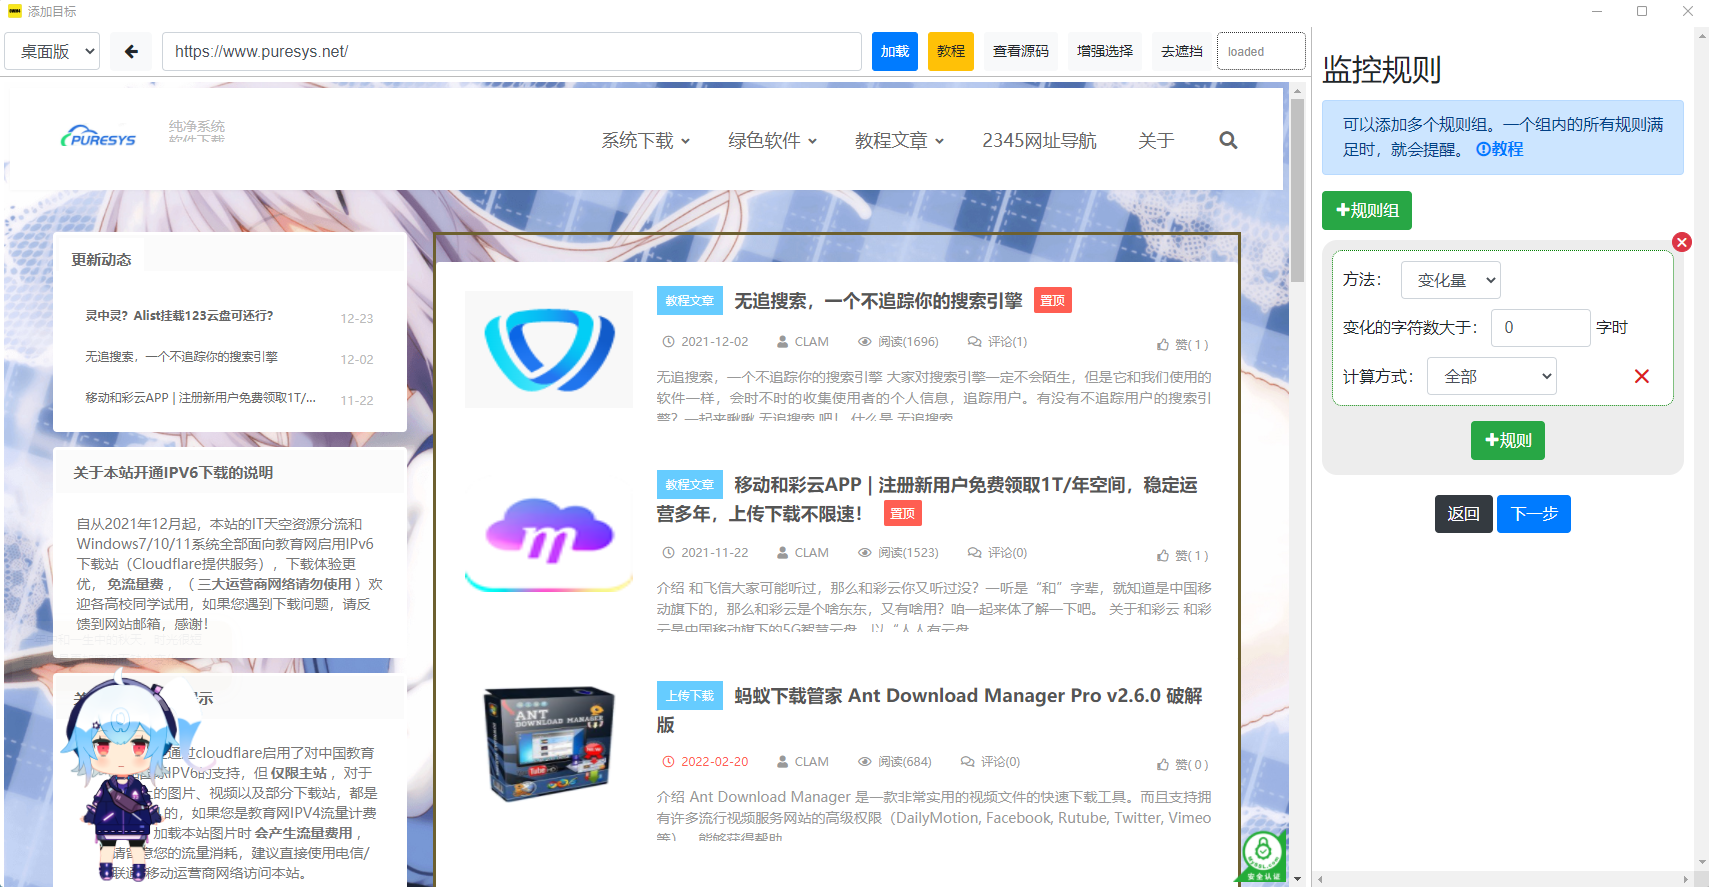 添加目标
桌面版
https://www.puresys.net/
加载
教程
查看源码
增强选择
去遮挡
loaded
PURESYS
纯净系统
软件下载
系统下载
绿色软件
教程文章
2345网址导航
关于
更新动态
灵中灵？Alist挂载123云盘可还行?
12-23
无追搜索，一个不追踪你的搜索引擎
12-02
移动和彩云APP | 注册新用户免费领取1T/...
11-22
关于本站开通IPV6下载的说明
自从2021年12月起，本站的IT天空资源分流和
Windows7/10/11系统全部面向教育网启用IPv6
下载站（Cloudflare提供服务），下载体验更
优， 免流量费 ，（ 三大运营商网络请勿使用 ）欢
迎各高校同学试用，如果您遇到下载问题，请反
馈到网站邮箱，感谢！
示
通过cloudflare启用了对中国教育
IPV6的支持，但 仅限主站 ，对于
的图片、视频以及部分下载站，都是
的，如果您是教育网IPV4流量计费
加载本站图片时 会产生流量费用 ，
请留意您的流量消耗，建议直接使用电信/
联通/移动运营商网络访问本站。
教程文章 无追搜索，一个不追踪你的搜索引擎 置顶
2021-12-02 CLAM 阅读(1696) 评论(1) 赞( 1 )
无追搜索，一个不追踪你的搜索引擎 大家对搜索引擎一定不会陌生，但是它和我们使用的
软件一样，会时不时的收集使用者的个人信息，追踪用户。有没有不追踪用户的搜索引
擎？一起来瞅瞅 无追搜索 吧！ 什么是 无追搜索
教程文章 移动和彩云APP | 注册新用户免费领取1T/年空间，稳定运
营多年，上传下载不限速！ 置顶
2021-11-22 CLAM 阅读(1523) 评论(0) 赞( 1 )
介绍 和飞信大家可能听过，那么和彩云你又听过没？一听是“和”字辈，就知道是中国移
动旗下的，那么和彩云是个啥东东，又有啥用？咱一起来体了解一下吧。 关于和彩云 和彩
云是中国移动旗下的5G智慧云盘，以“人人有云盘
ANT
DOWNLOAD MANAGER
上传下载 蚂蚁下载管家 Ant Download Manager Pro v2.6.0 破解
版
2022-02-20 CLAM 阅读(684) 评论(0) 赞( 0 )
介绍 Ant Download Manager 是一款非常实用的视频文件的快速下载工具。而且支持拥
有许多流行视频服务网站的高级权限（DailyMotion, Facebook, Rutube, Twitter, Vimeo
等），能够获得帮助
安全认证
监控规则
可以添加多个规则组。一个组内的所有规则满
足时，就会提醒。 教程
规则组
方法：
变化量
变化的字符数大于：
0
字时
计算方式：
全部
规则
返回
下一步